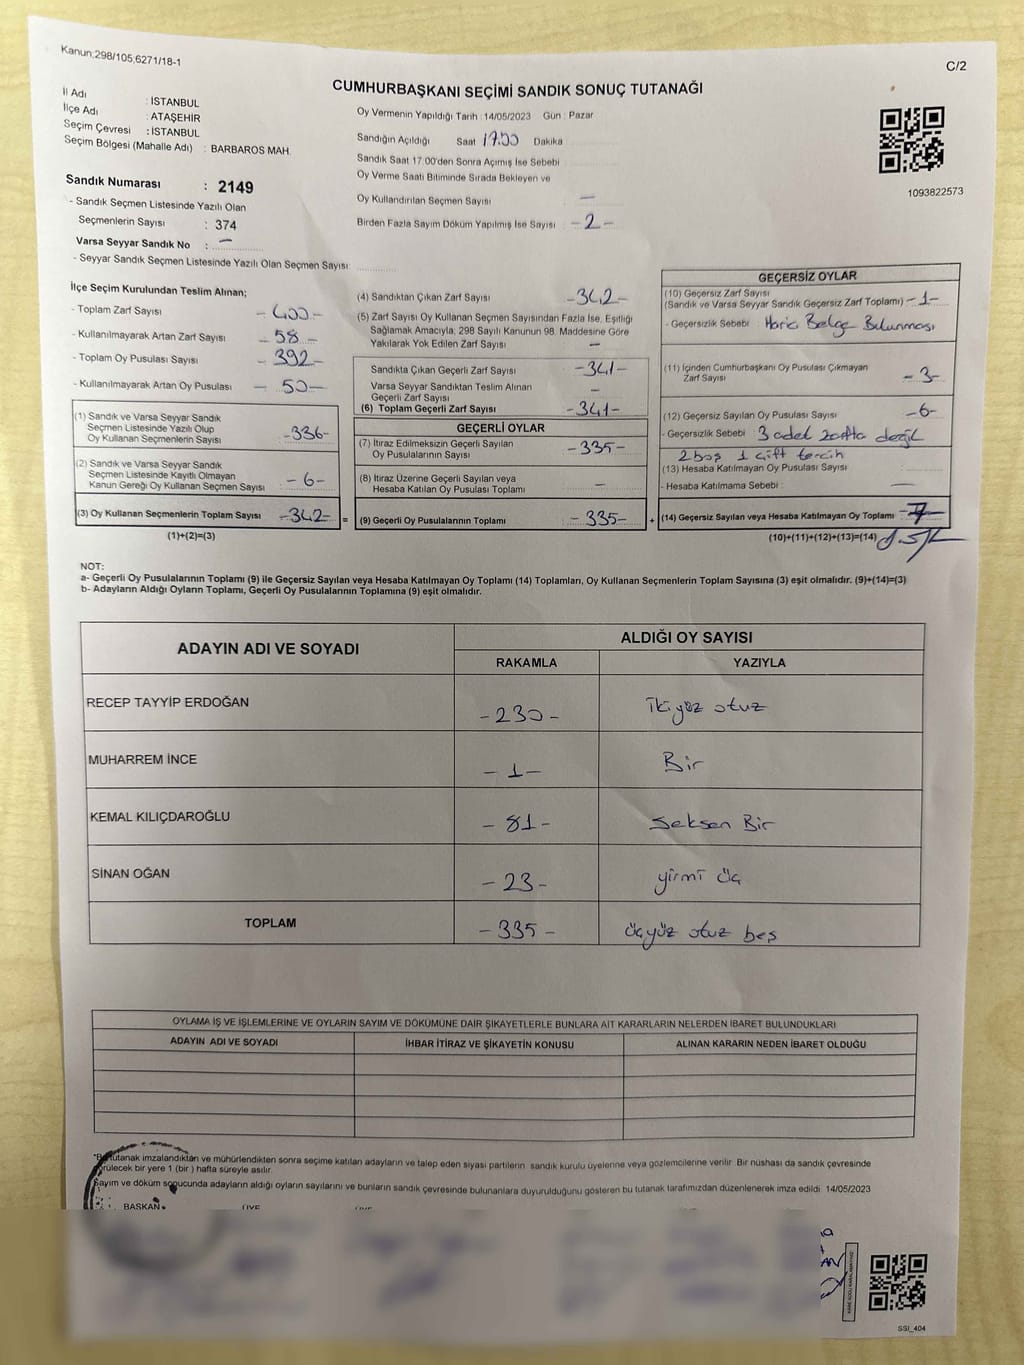 Kanun:298/105,6271/18-1
C/2
CUMHURBAŞKANI SEÇİMİ SANDIK SONUÇ TUTANAĞI
İl Adı : İSTANBUL
İlçe Adı : ATAŞEHİR
Seçim Çevresi : İSTANBUL
Seçim Bölgesi (Mahalle Adı) : BARBAROS MAH.
Sandık Numarası : 2149
- Sandık Seçmen Listesinde Yazılı Olan
Seçmenlerin Sayısı : 374
Varsa Seyyar Sandık No : —
- Seyyar Sandık Seçmen Listesinde Yazılı Olan Seçmen Sayısı:
Oy Vermenin Yapıldığı Tarih :14/05/2023 Gün : Pazar
Sandığın Açıldığı Saat 17.00 Dakika
Sandık Saat 17.00'den Sonra Açımış İse Sebebi
Oy Verme Saati Bitiminde Sırada Bekleyen ve
Oy Kullandırılan Seçmen Sayısı —
Birden Fazla Sayım Döküm Yapılmış İse Sayısı -2-
1093822573
İlçe Seçim Kurulundan Teslim Alınan;
- Toplam Zarf Sayısı -400-
- Kullanılmayarak Artan Zarf Sayısı -58-
- Toplam Oy Pusulası Sayısı -392-
- Kullanılmayarak Artan Oy Pusulası -50-
(1) Sandık ve Varsa Seyyar Sandık
Seçmen Listesinde Yazılı Olup
Oy Kullanan Seçmenlerin Sayısı -336-
(2) Sandık ve Varsa Seyyar Sandık
Seçmen Listesinde Kayıtlı Olmayan
Kanun Gereği Oy Kullanan Seçmen Sayısı -6-
(3) Oy Kullanan Seçmenlerin Toplam Sayısı -342- =
(1)+(2)=(3)
(4) Sandıktan Çıkan Zarf Sayısı -342-
(5) Zarf Sayısı Oy Kullanan Seçmen Sayısından Fazla İse, Eşitliği
Sağlamak Amacıyla, 298 Sayılı Kanunun 98. Maddesine Göre
Yakılarak Yok Edilen Zarf Sayısı —
Sandıkta Çıkan Geçerli Zarf Sayısı -341-
Varsa Seyyar Sandıktan Teslim Alınan
Geçerli Zarf Sayısı —
(6) Toplam Geçerli Zarf Sayısı -341-
GEÇERLİ OYLAR
(7) İtiraz Edilmeksizin Geçerli Sayılan
Oy Pusulalarının Sayısı -335-
(8) İtiraz Üzerine Geçerli Sayılan veya
Hesaba Katılan Oy Pusulası Toplamı —
(9) Geçerli Oy Pusulalarının Toplamı -335- +
GEÇERSİZ OYLAR
(10) Geçersiz Zarf Sayısı
(Sandık ve Varsa Seyyar Sandık Geçersiz Zarf Toplamı) -1-
- Geçersizlik Sebebi Harici Belge Bulunması
(11) İçinden Cumhurbaşkanı Oy Pusulası Çıkmayan
Zarf Sayısı -3-
(12) Geçersiz Sayılan Oy Pusulası Sayısı -6-
- Geçersizlik Sebebi 3 adet zarfta değil
2 boş 1 çift tercih
(13) Hesaba Katılmayan Oy Pusulası Sayısı :
- Hesaba Katılmama Sebebi : —
(14) Geçersiz Sayılan veya Hesaba Katılmayan Oy Toplamı -7-
(10)+(11)+(12)+(13)=(14)
NOT:
a- Geçerli Oy Pusulalarının Toplamı (9) ile Geçersiz Sayılan veya Hesaba Katılmayan Oy Toplamı (14) Toplamları, Oy Kullanan Seçmenlerin Toplam Sayısına (3) eşit olmalıdır. (9)+(14)=(3)
b- Adayların Aldığı Oyların Toplamı, Geçerli Oy Pusulalarının Toplamına (9) eşit olmalıdır.
ADAYIN ADI VE SOYADI
ALDIĞI OY SAYISI
RAKAMLA YAZIYLA
RECEP TAYYİP ERDOĞAN -230- ikiyüz otuz
MUHARREM İNCE -1- Bir
KEMAL KILIÇDAROĞLU -81- Seksen Bir
SİNAN OĞAN -23- yirmi üç
TOPLAM -335- üçyüz otuz beş
OYLAMA İŞ VE İŞLEMLERİNE VE OYLARIN SAYIM VE DÖKÜMÜNE DAİR ŞİKAYETLERLE BUNLARA AİT KARARLARIN NELERDEN İBARET BULUNDUKLARI
ADAYIN ADI VE SOYADI İHBAR İTİRAZ VE ŞİKAYETİN KONUSU ALINAN KARARIN NEDEN İBARET OLDUĞU
tutanak imzalandıktan ve mühürlendikten sonra seçime katılan adayların ve talep eden siyasi partilerin sandık kurulu üyelerine veya gözlemcilerine verilir. Bir nüshası da sandık çevresinde
görülecek bir yere 1 (bir) hafta süreyle asılır.
Sayım ve döküm sonucunda adayların aldığı oyların sayılarını ve bunların sandık çevresinde bulunanlara duyurulduğunu gösteren bu tutanak tarafımızdan düzenlenerek imza edildi. 14/05/2023
BAŞKAN ÜYE ÜYE
SSİ_404